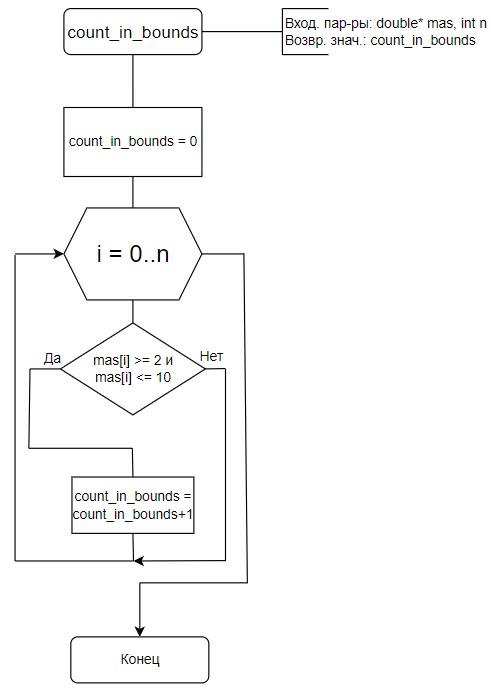 count_in_bounds
Вход. пар-ры: double* mas, int n
Возвр. знач.: count_in_bounds
count_in_bounds = 0
i = 0..n
Да
mas[i] >= 2 и
mas[i] <= 10
Нет
count_in_bounds =
count_in_bounds+1
Конец